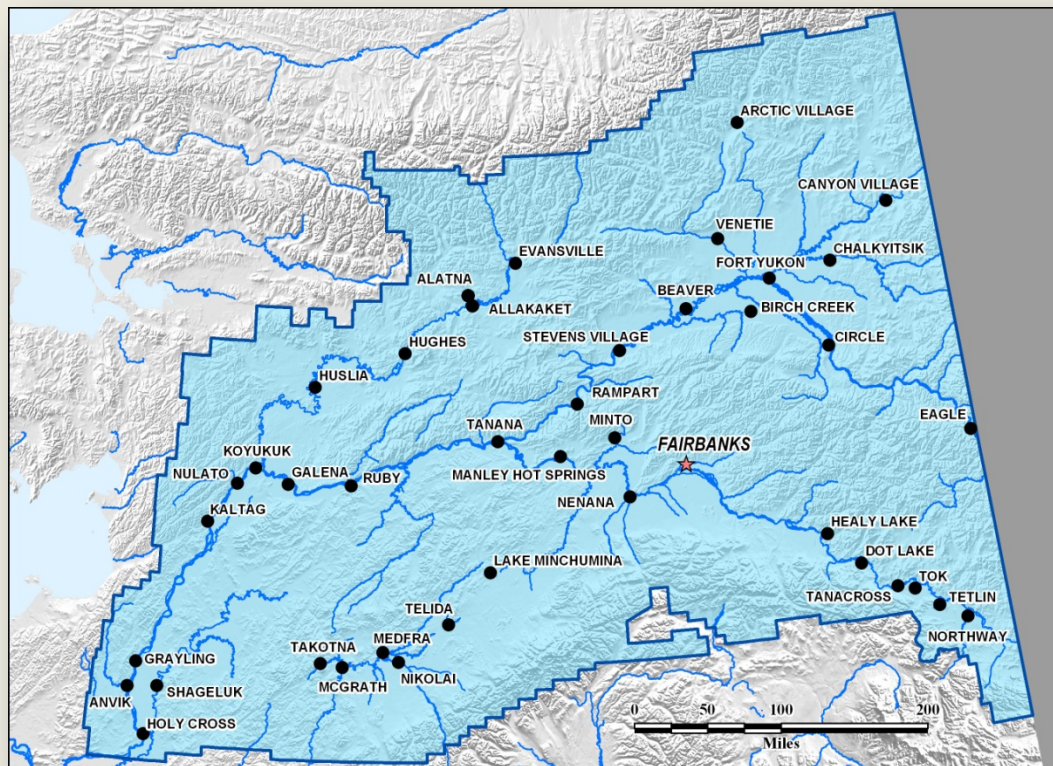 ARCTIC VILLAGE
CANYON VILLAGE
VENETIE
CHALKYITSIK
EVANSVILLE
FORT YUKON
ALATNA
BEAVER
ALLAKAKET
BIRCH CREEK
STEVENS VILLAGE
CIRCLE
HUGHES
HUSLIA
RAMPART
MINTO
EAGLE
TANANA
FAIRBANKS
KOYUKUK
NULATO
GALENA
RUBY
MANLEY HOT SPRINGS
NENANA
KALTAG
HEALY LAKE
DOT LAKE
LAKE MINCHUMINA
TOK
TANACROSS
TETLIN
TELIDA
NORTHWAY
MEDFRA
TAKOTNA
GRAYLING
NIKOLAI
MCGRATH
ANVIK
SHAGELUK
HOLY CROSS
0 50 100 200
Miles